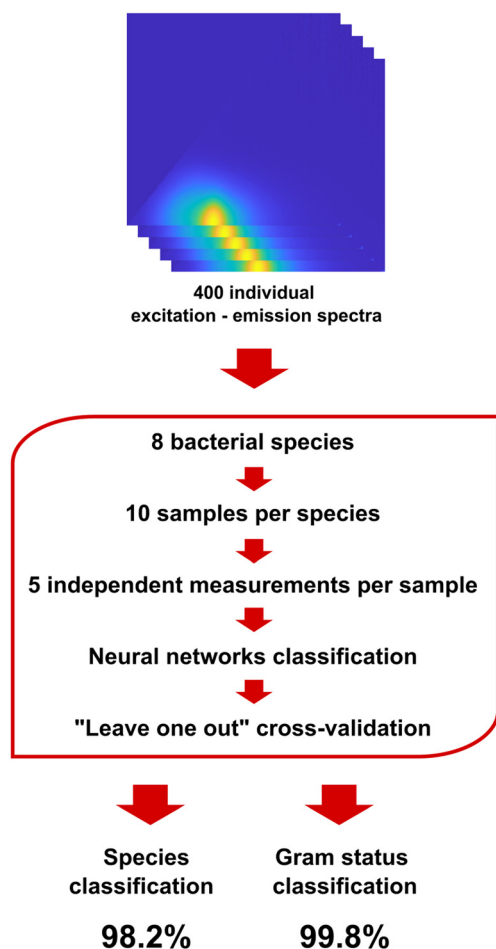 400 individual
excitation - emission spectra
8 bacterial species
10 samples per species
5 independent measurements per sample
Neural networks classification
"Leave one out" cross-validation
Species
classification
98.2%
Gram status
classification
99.8%